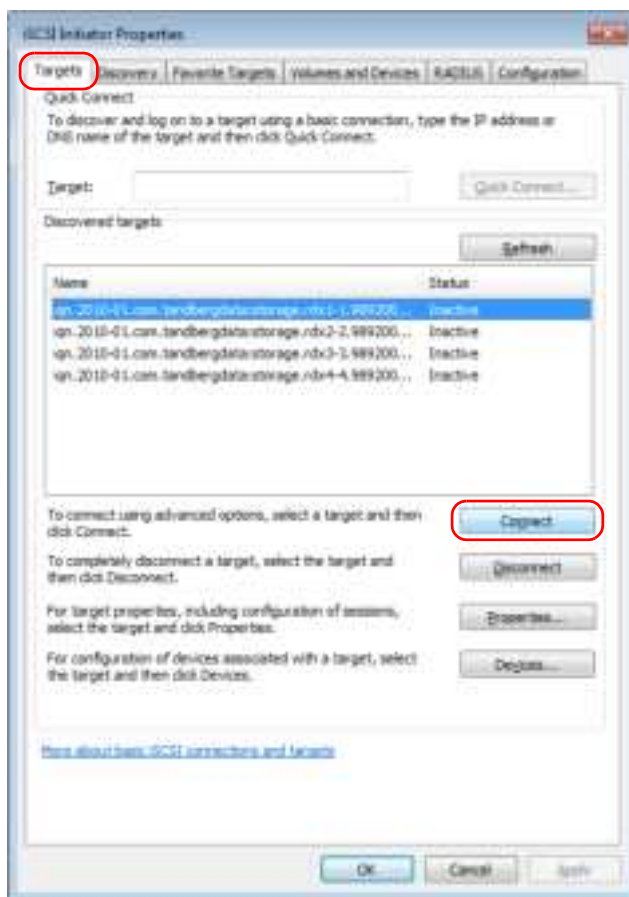 iSCSI Initiator Properties
Targets Discovery Favorite Targets Volumes and Devices RADIUS Configuration
Quick Connect
To discover and log on to a target using a basic connection, type the IP address or
DNS name of the target and then click Quick Connect.
Target: Quick Connect...
Discovered targets
Refresh
Name Status
iqn.2010-01.com.tandbergdata:storage.rdx1-1.989200... Inactive
iqn.2010-01.com.tandbergdata:storage.rdx2-2.989200... Inactive
iqn.2010-01.com.tandbergdata:storage.rdx3-3.989200... Inactive
iqn.2010-01.com.tandbergdata:storage.rdx4-4.989200... Inactive
To connect using advanced options, select a target and then
click Connect.
Connect
To completely disconnect a target, select the target and
then click Disconnect.
Disconnect
For target properties, including configuration of sessions,
select the target and click Properties.
Properties...
For configuration of devices associated with a target, select
the target and then click Devices.
Devices...
More about basic iSCSI connections and targets
OK Cancel Apply